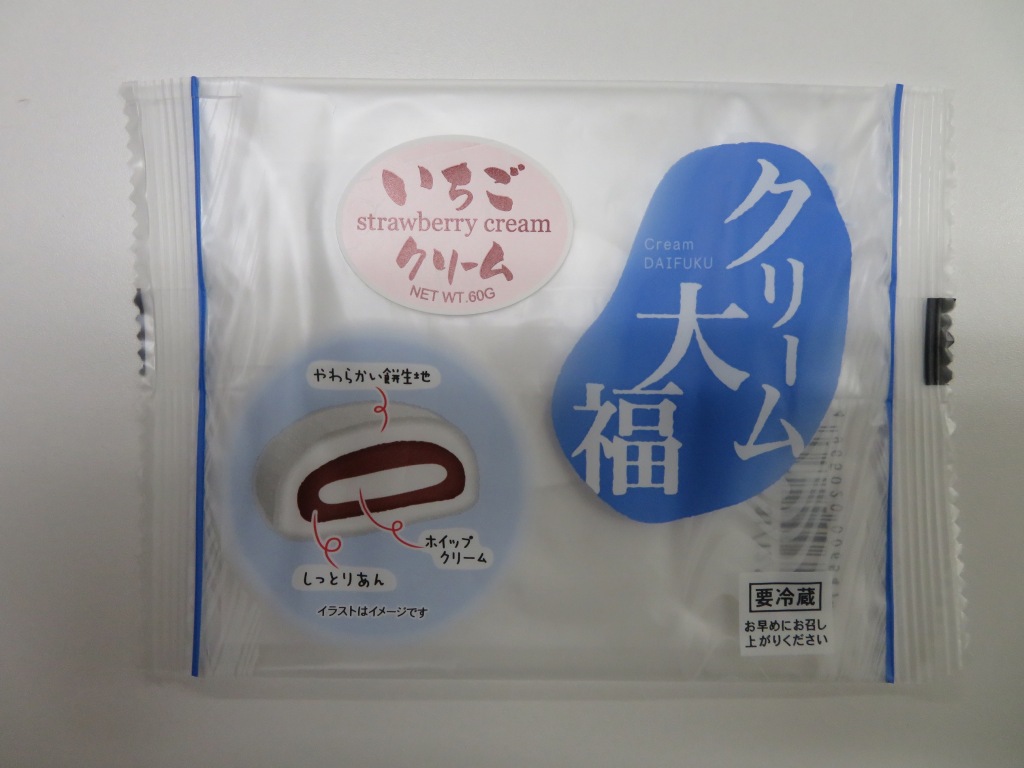 いちご
strawberry cream
クリーム
NET WT.60G
Cream
DAIFUKU
クリーム
大
福
やわらかい餅生地
ホイップ
クリーム
しっとりあん
イラストはイメージです
要冷蔵
お早めにお召し
上がりください